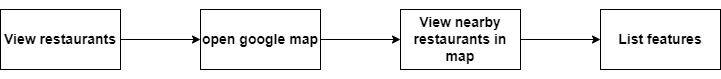 View restaurants
open google map
View nearby
restaurants in
map
List features